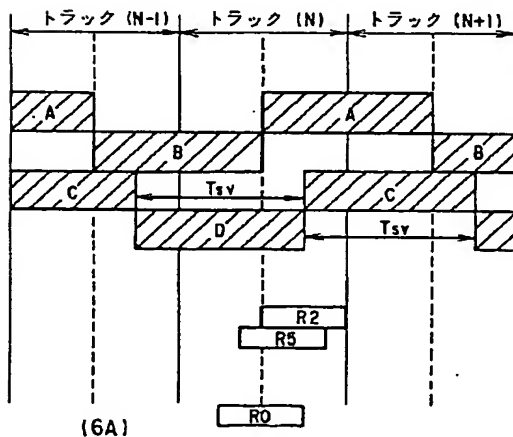 トラック (N-1) トラック (N) トラック (N+1)
A A
B B
C Tsv C
D Tsv
R2
R5
R0
(6A)